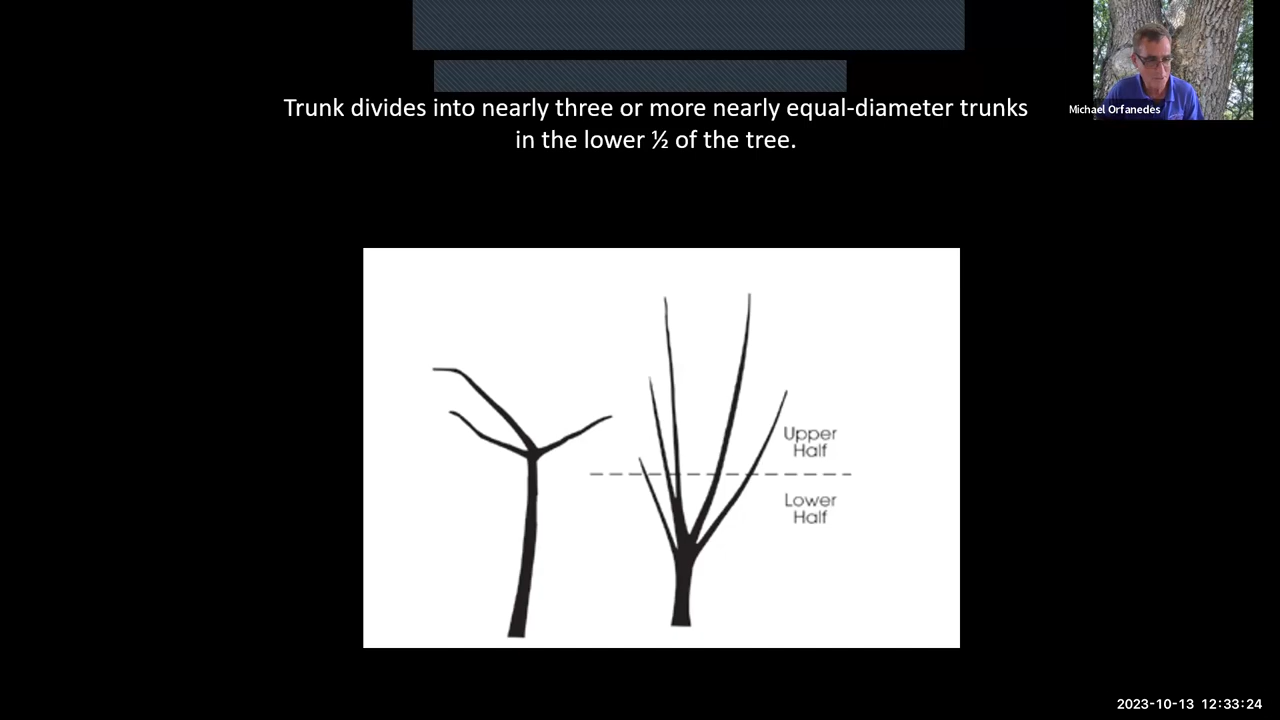 Trunk divides into nearly three or more nearly equal-diameter trunks
in the lower ½ of the tree.
Michael Orfanedes
Upper
Half
Lower
Half
2023-10-13 12:33:24